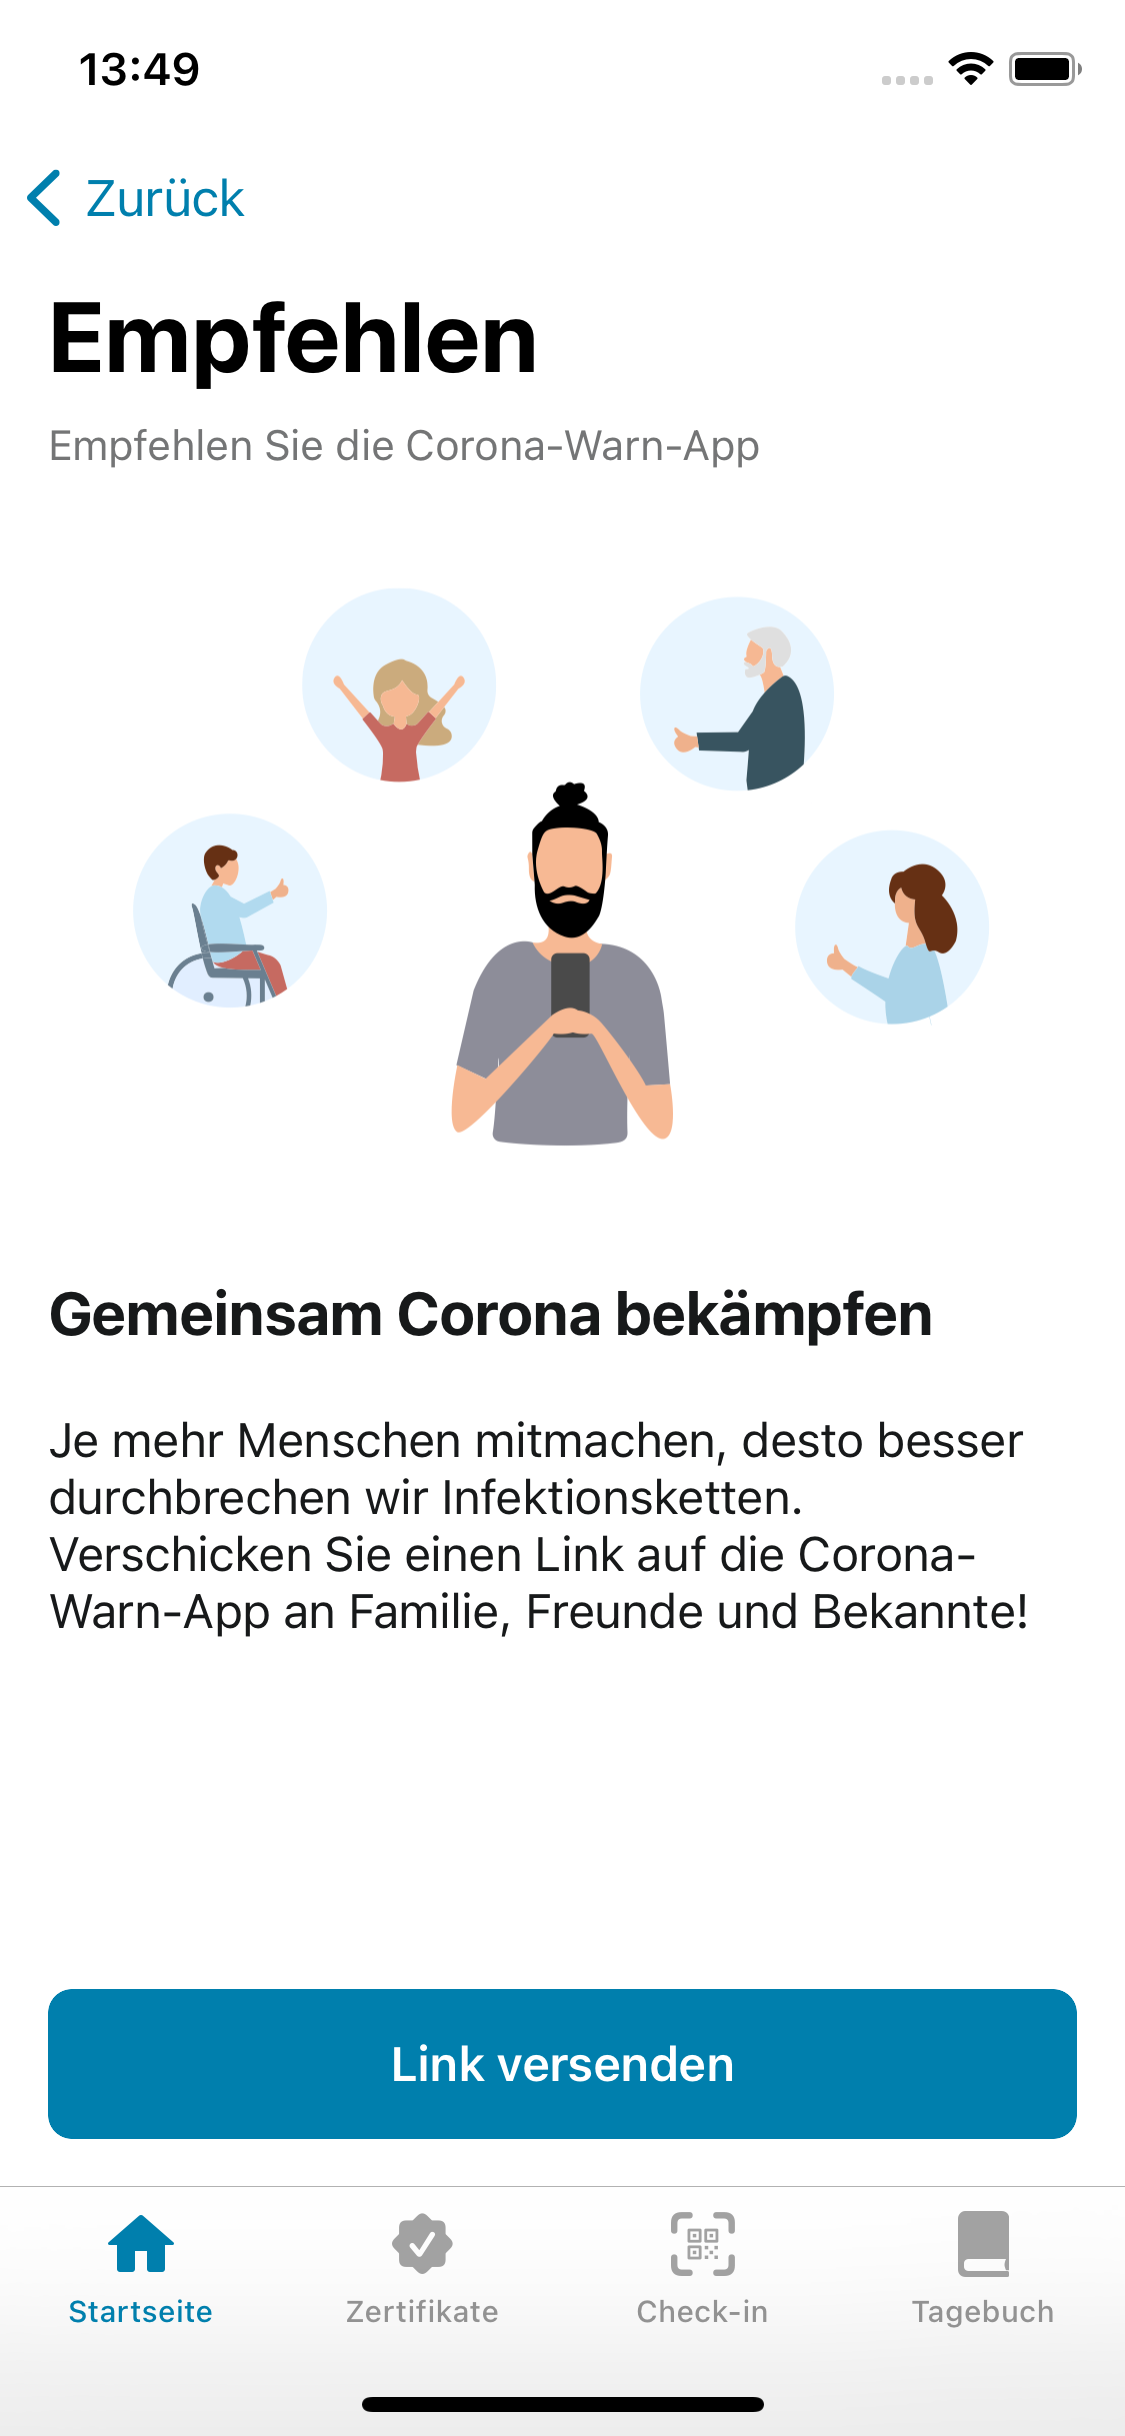 13:49
Zurück
Empfehlen
Empfehlen Sie die Corona-Warn-App
Gemeinsam Corona bekämpfen
Je mehr Menschen mitmachen, desto besser
durchbrechen wir Infektionsketten.
Verschicken Sie einen Link auf die Corona-
Warn-App an Familie, Freunde und Bekannte!
Link versenden
Startseite
Zertifikate
Check-in
Tagebuch